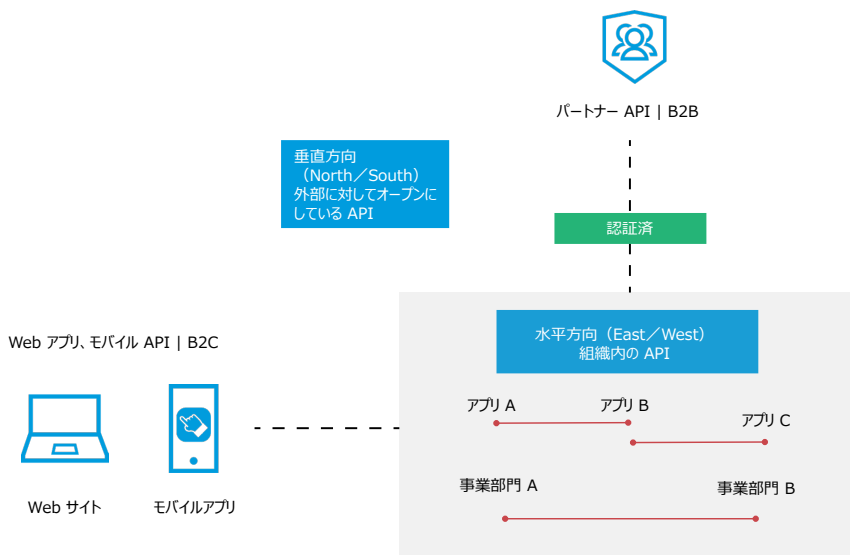 パートナー API | B2B
垂直方向
（North／South）
外部に対してオープンに
している API
認証済
水平方向（East／West）
組織内の API
Web アプリ、モバイル API | B2C
アプリ A
アプリ B
アプリ C
事業部門 A
事業部門 B
Web サイト
モバイルアプリ